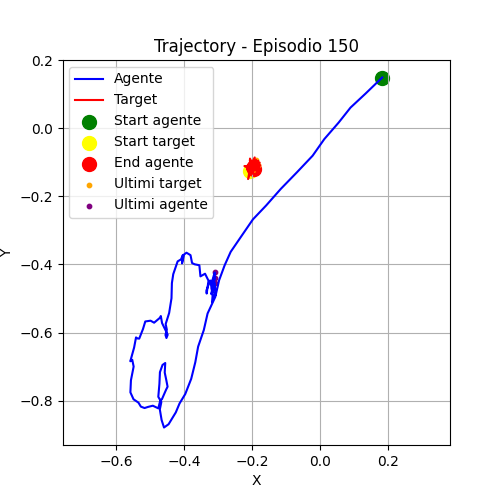 Trajectory - Episodio 150
Agente
Target
Start agente
Start target
End agente
Ultimi target
Ultimi agente
0.2
0.0
−0.2
−0.4
−0.6
−0.8
Y
−0.6
−0.4
−0.2
0.0
0.2
X